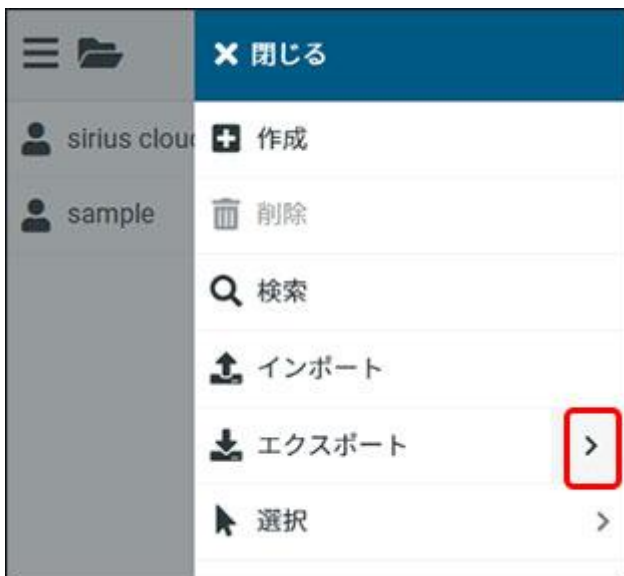 閉じる
sirius clou
作成
sample
削除
検索
インポート
エクスポート
選択